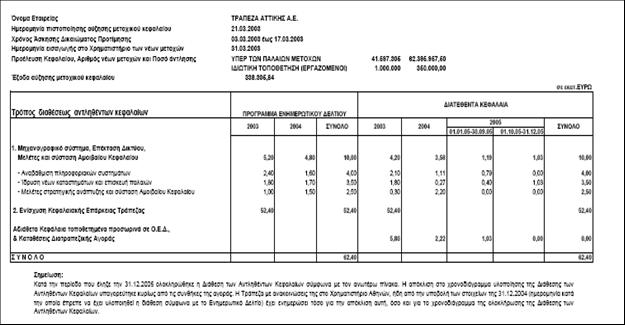 Όνομα Εταιρείας ΤΡΑΠΕΖΑ ΑΤΤΙΚΗΣ Α.Ε.
Ημερομηνία πιστοποίησης αύξησης μετοχικού κεφαλαίου 21.03.2003
Χρόνος Άσκησης Δικαιώματος Προτίμησης 03.03.2003 έως 17.03.2003
Ημερομηνία εισαγωγής στο Χρηματιστήριο των νέων μετοχών 31.03.2003
Προέλευση Κεφαλαίου, Αριθμός νέων μετοχών και Ποσό άντλησης ΥΠΕΡ ΤΩΝ ΠΑΛΑΙΩΝ ΜΕΤΟΧΩΝ 41.597.305 62.395.957,50
ΙΔΙΩΤΙΚΗ ΤΟΠΟΘΕΤΗΣΗ (ΕΡΓΑΖΟΜΕΝΟΙ) 1.000.000 350.000,00
Έξοδα αύξησης μετοχικού κεφαλαίου 338.305,84
σε εκατ.ΕΥΡΩ
Τρόπος διαθέσεως αντληθέντων κεφαλαίων ΠΡΟΓΡΑΜΜΑ ΕΝΗΜΕΡΩΤΙΚΟΥ ΔΕΛΤΙΟΥ ΔΙΑΤΕΘΕΝΤΑ ΚΕΦΑΛΑΙΑ
2003 2004 ΣΥΝΟΛΟ 2003 2004 2005 ΣΥΝΟΛΟ
01.01.05-30.09.05 01.10.05-31.12.05
1. Μηχανογραφικό σύστημα, Επέκταση Δικτύου,
Μελέτες και σύσταση Αμοιβαίου Κεφαλαίου 5,20 4,80 10,00 4,20 3,58 1,19 1,03 10,00
- Αναβάθμιση πληροφοριακών συστημάτων 2,40 1,60 4,00 2,10 1,11 0,79 0,00 4,00
- Ίδρυση νέων καταστημάτων και επισκευή παλαιών 1,80 1,70 3,50 1,80 0,27 0,40 1,03 3,50
- Μελέτες στρατηγικής ανάπτυξης και σύσταση Αμοιβαίου Κεφαλαίου 1,00 1,50 2,50 0,30 2,20 0,00 0,00 2,50
2. Ενίσχυση Κεφαλαιακής Επάρκειας Τράπεζας 52,40 52,40 52,40 52,40
Αδιάθετα Κεφάλαια τοποθετημένα προσωρινά σε Ο.Ε.Δ.,
& Καταθέσεις Διατραπεζικής Αγοράς 5,80 2,22 1,03 0,00 0,00
ΣΥΝΟΛΟ 62,40 62,40
Σημείωση:
Κατά την περίοδο που έληξε την 31.12.2005 ολοκληρώθηκε η Διάθεση των Αντληθέντων Κεφαλαίων σύμφωνα με τον ανωτέρω πίνακα. Η απόκλιση στο χρονοδιάγραμμα υλοποίησης της Διάθεσης των
Αντληθέντων Κεφαλαίων υπαγορεύτηκε κυρίως από τις συνθήκες της αγοράς. Η Τράπεζα με ανακοινώσεις της στο Χρηματιστήριο Αθηνών, ήδη από την υποβολή των στοιχείων της 31.12.2004 (ημερομηνία κατά
την οποία έπρεπε να έχει υλοποιηθεί η διάθεση σύμφωνα με το Ενημερωτικό Δελτίο) έχει ενημερώσει τόσο για την απόκλιση αυτή, όσο και για το χρονοδιάγραμμα της ολοκλήρωσης της Διάθεσης των
Αντληθέντων Κεφαλαίων.